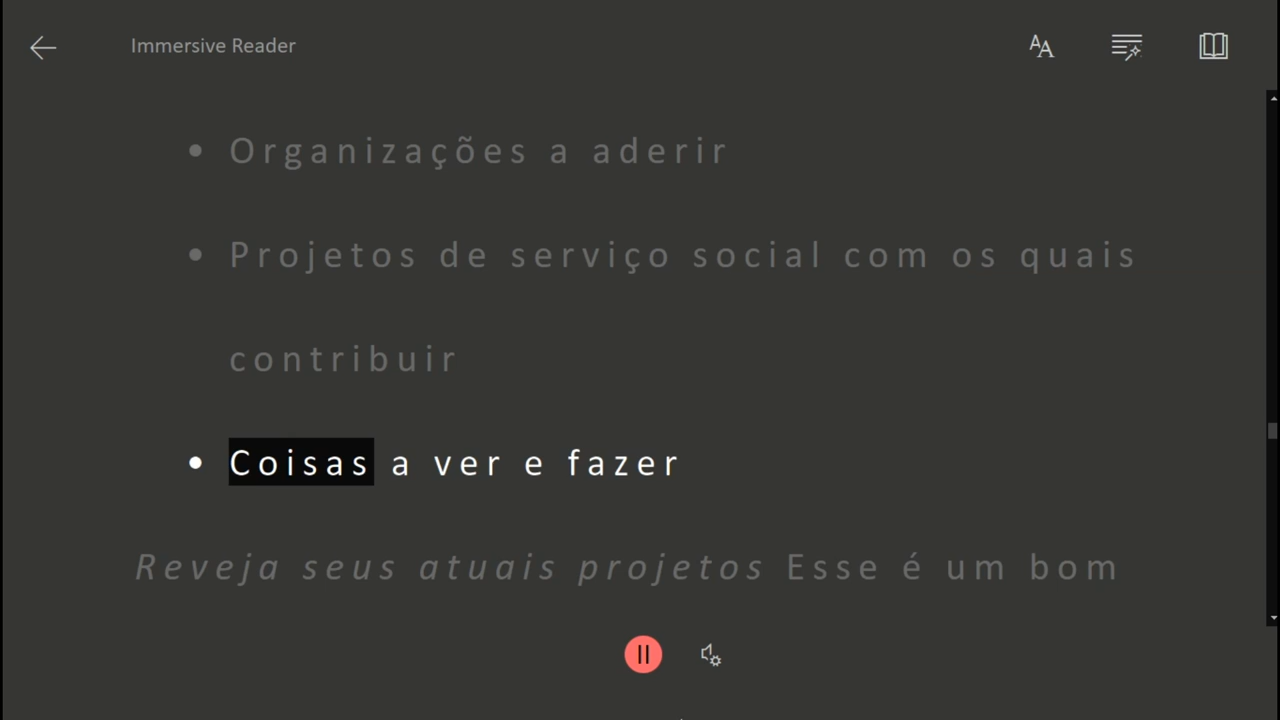 Immersive Reader
• Organizações a aderir
• Projetos de serviço social com os quais
contribuir
• Coisas a ver e fazer
Reveja seus atuais projetos Esse é um bom